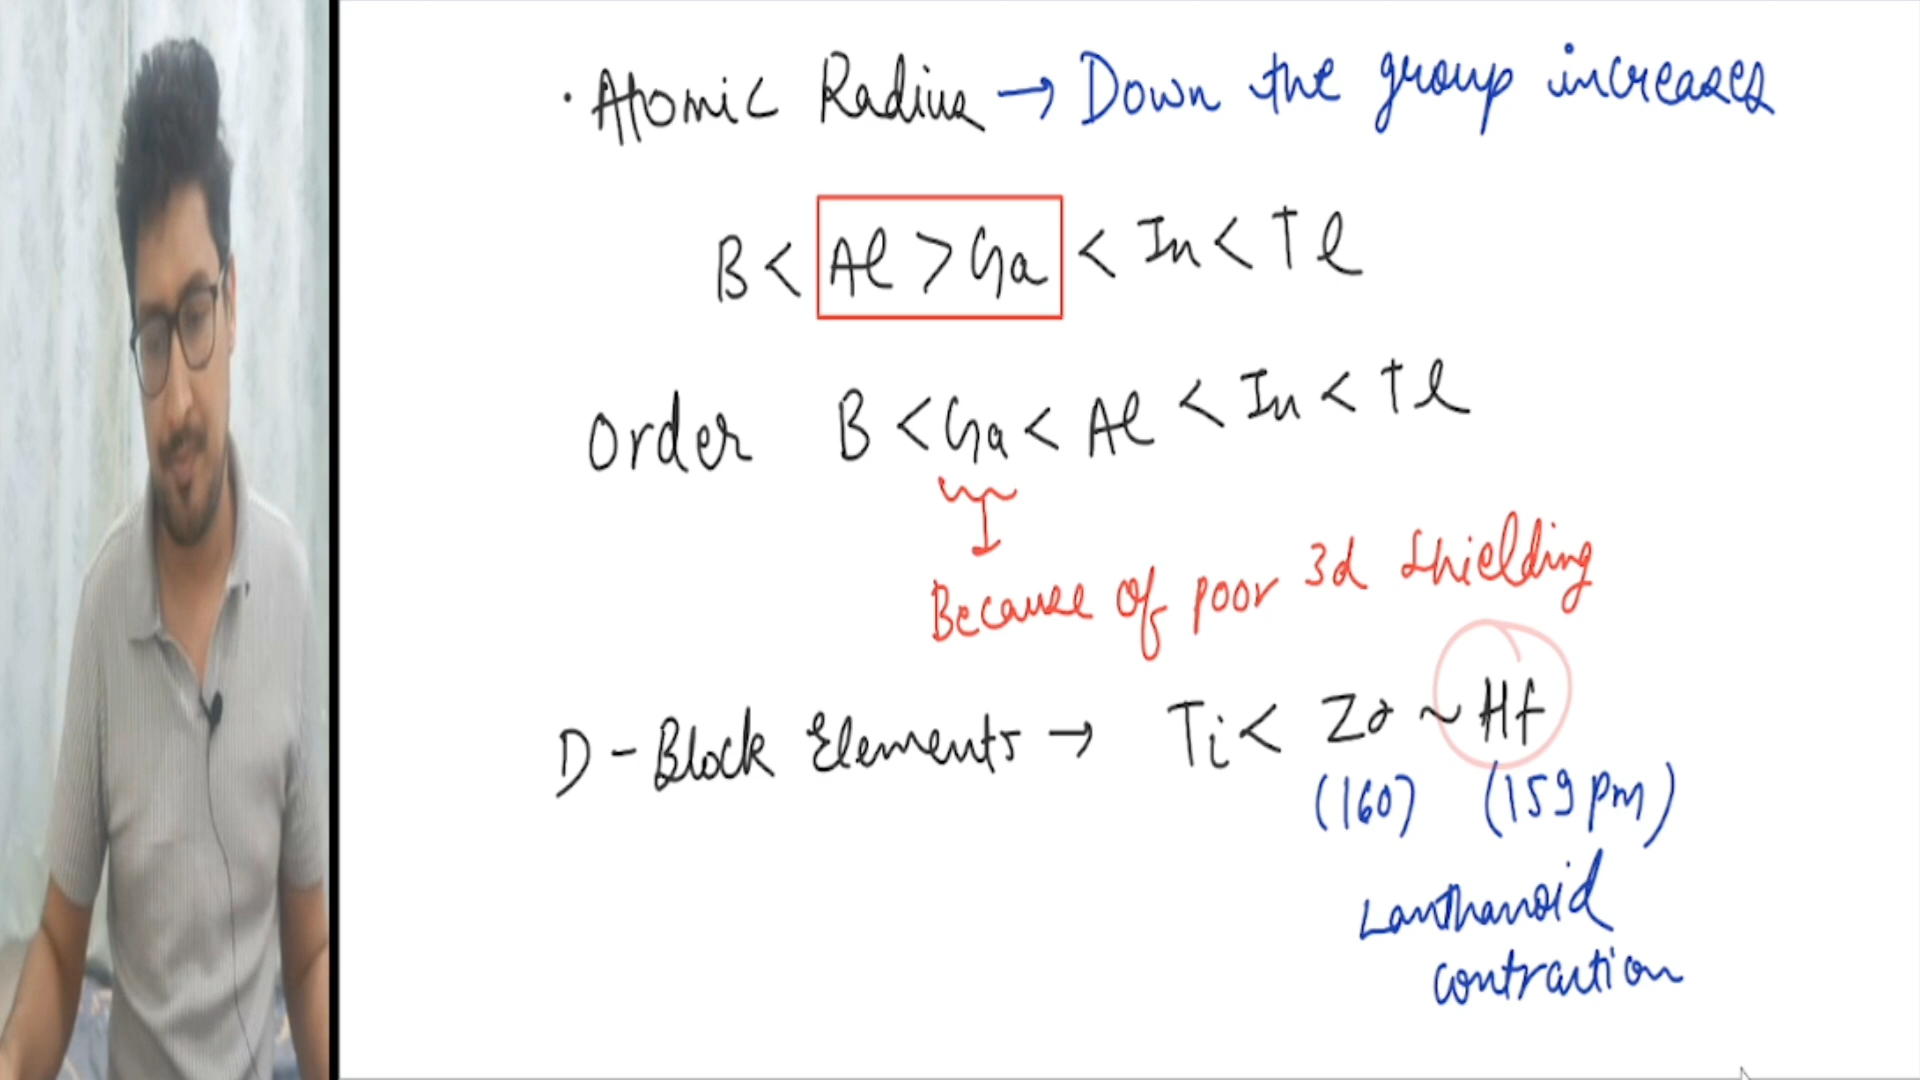 · Atomic Radius → Down the group increases
B < Al > Ga < In < Tl
Order B < Ga < Al < In < Tl
Because of poor 3d shielding
D-Block Elements → Ti < Zr ~ Hf
(160) (159 pm)
Lanthanoid
contraction